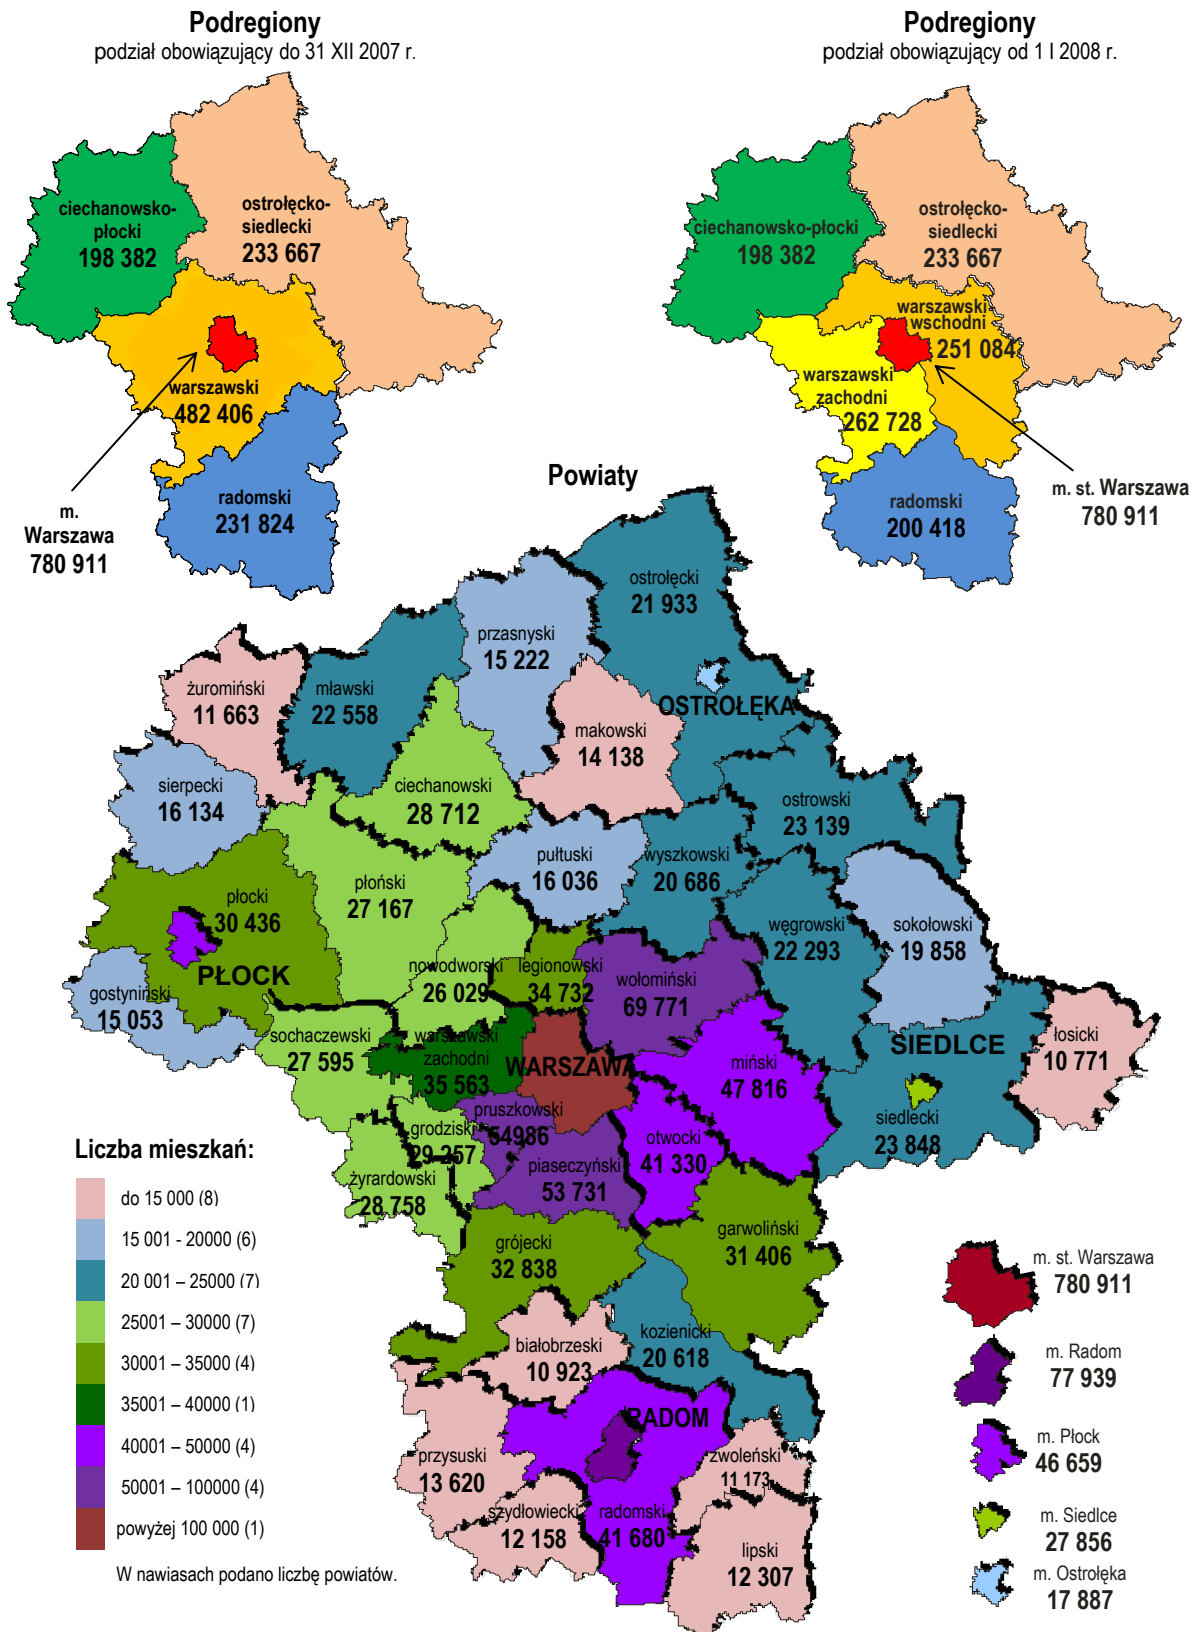 Podregiony
podział obowiązujący do 31 XII 2007 r.
ciechanowsko-
płocki
198 382
ostrołęcko-
siedlecki
233 667
warszawski
482 406
radomski
231 824
m.
Warszawa
780 911
Podregiony
podział obowiązujący od 1 I 2008 r.
ciechanowsko-płocki
198 382
ostrołęcko-
siedlecki
233 667
warszawski
wschodni
251 084
warszawski
zachodni
262 728
radomski
200 418
m. st. Warszawa
780 911
Powiaty
ostrołęcki
21 933
przasnyski
15 222
żuromiński
11 663
mławski
22 558
OSTROŁĘKA
makowski
14 138
sierpecki
16 134
ciechanowski
28 712
ostrowski
23 139
pułtuski
16 036
wyszkowski
20 686
płoński
27 167
płocki
30 436
węgrowski
22 293
sokołowski
19 858
PŁOCK
gostyniński
15 053
nowodworski
26 029
legionowski
34 732
wołomiński
69 771
sochaczewski
27 595
warszawski
zachodni
35 563
WARSZAWA
miński
47 816
SIEDLCE
łosicki
10 771
siedlecki
23 848
pruszkowski
54986
grodziski
29 257
otwocki
41 330
piaseczyński
53 731
żyrardowski
28 758
grójecki
32 838
garwoliński
31 406
białobrzeski
10 923
kozienicki
20 618
RADOM
przysuski
13 620
zwoleński
11 173
szydłowiecki
12 158
radomski
41 680
lipski
12 307
Liczba mieszkań:
do 15 000 (8)
15 001 - 20000 (6)
20 001 – 25000 (7)
25001 – 30000 (7)
30001 – 35000 (4)
35001 – 40000 (1)
40001 – 50000 (4)
50001 – 100000 (4)
powyżej 100 000 (1)
W nawiasach podano liczbę powiatów.
m. st. Warszawa
780 911
m. Radom
77 939
m. Płock
46 659
m. Siedlce
27 856
m. Ostrołęka
17 887